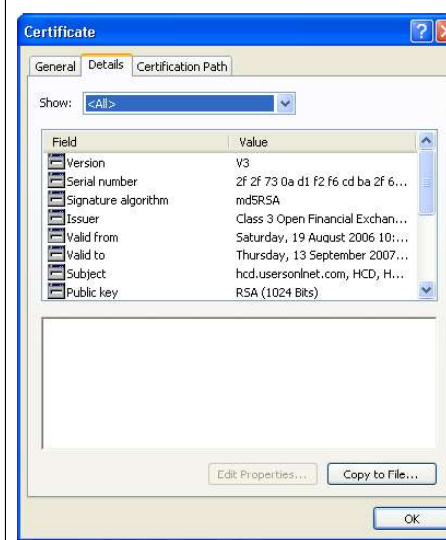 Certificate
General Details Certification Path
Show: <All>
Field Value
Version V3
Serial number 2f 2f 73 0a d1 f2 f6 cd ba 2f 6...
Signature algorithm md5RSA
Issuer Class 3 Open Financial Exchan...
Valid from Saturday, 19 August 2006 10:...
Valid to Thursday, 13 September 2007...
Subject hcd.usersonlnet.com, HCD, H...
Public key RSA (1024 Bits)
Edit Properties... Copy to File...
OK